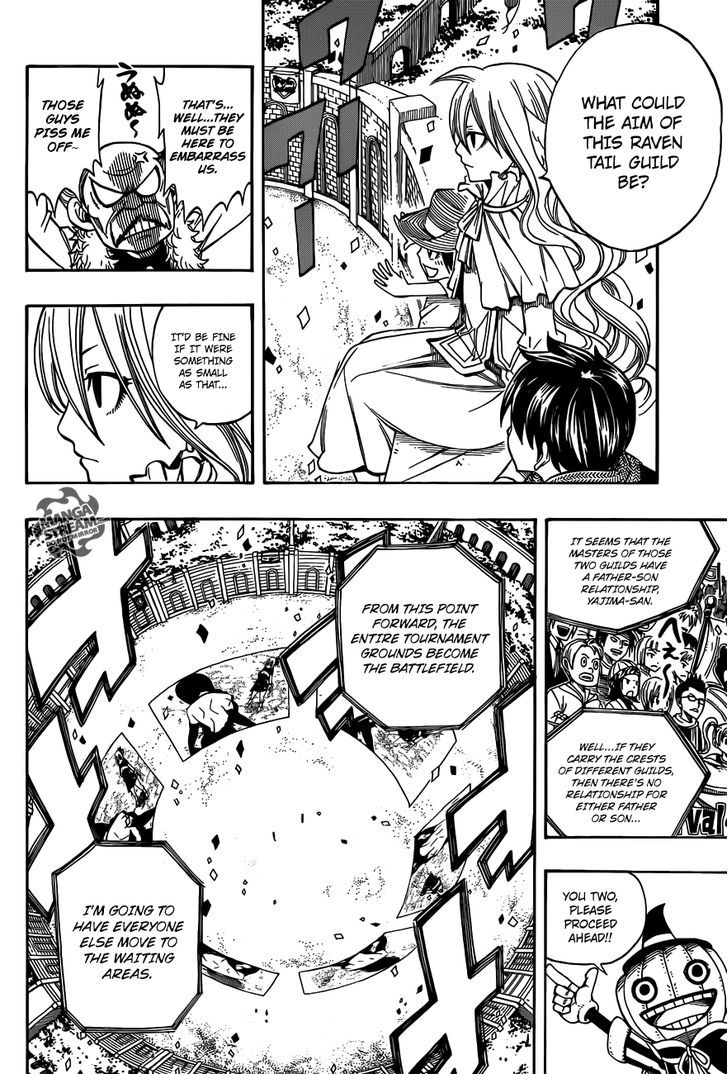 WHAT COULD
THE AIM OF
THIS RAVEN
TAIL GUILD
BE?
THAT'S...
WELL...THEY
MUST BE
HERE TO
EMBARRASS
US.
THOSE
GUYS
PISS ME
OFF~
うぬぬ〜
IT'D BE FINE
IF IT WERE
SOMETHING
AS SMALL
AS THAT...
MANGA
STREAM
IT SEEMS THAT THE
MASTERS OF THOSE
TWO GUILDS HAVE
A FATHER-SON
RELATIONSHIP,
YAJIMA-SAN.
へぇ〜
WELL...IF THEY
CARRY THE CRESTS
OF DIFFERENT GUILDS,
THEN THERE'S NO
RELATIONSHIP FOR
EITHER FATHER
OR SON...
val
YOU TWO,
PLEASE
PROCEED
AHEAD!!
FROM THIS POINT
FORWARD, THE
ENTIRE TOURNAMENT
GROUNDS BECOME
THE BATTLEFIELD.
I'M GOING
TO HAVE EVERYONE
ELSE MOVE TO
THE WAITING
AREAS.